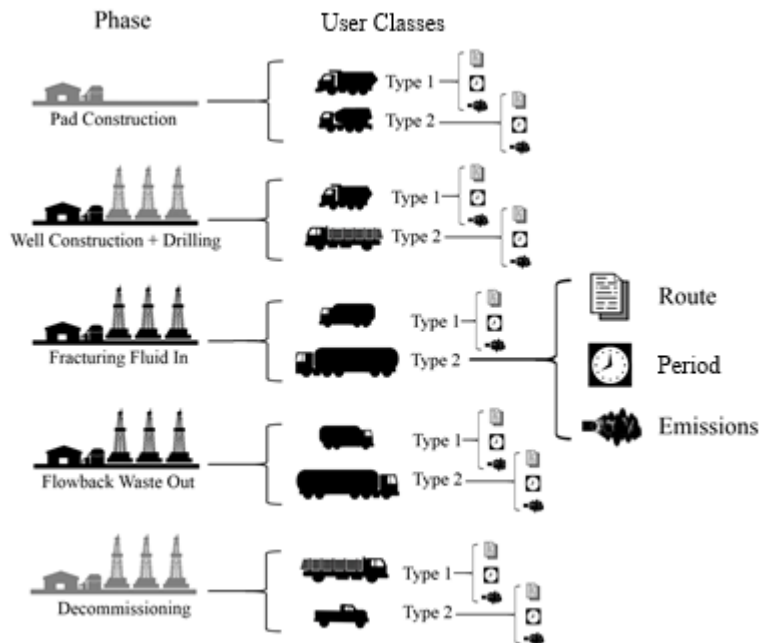 Phase
User Classes
Type 1
Pad Construction
Type 2
Type 1
Well Construction + Drilling
Type 2
Route
Type 1
Fracturing Fluid In
Type 2
Period
Emissions
Type 1
Flowback Waste Out
Type 2
Type 1
Decommissioning
Type 2